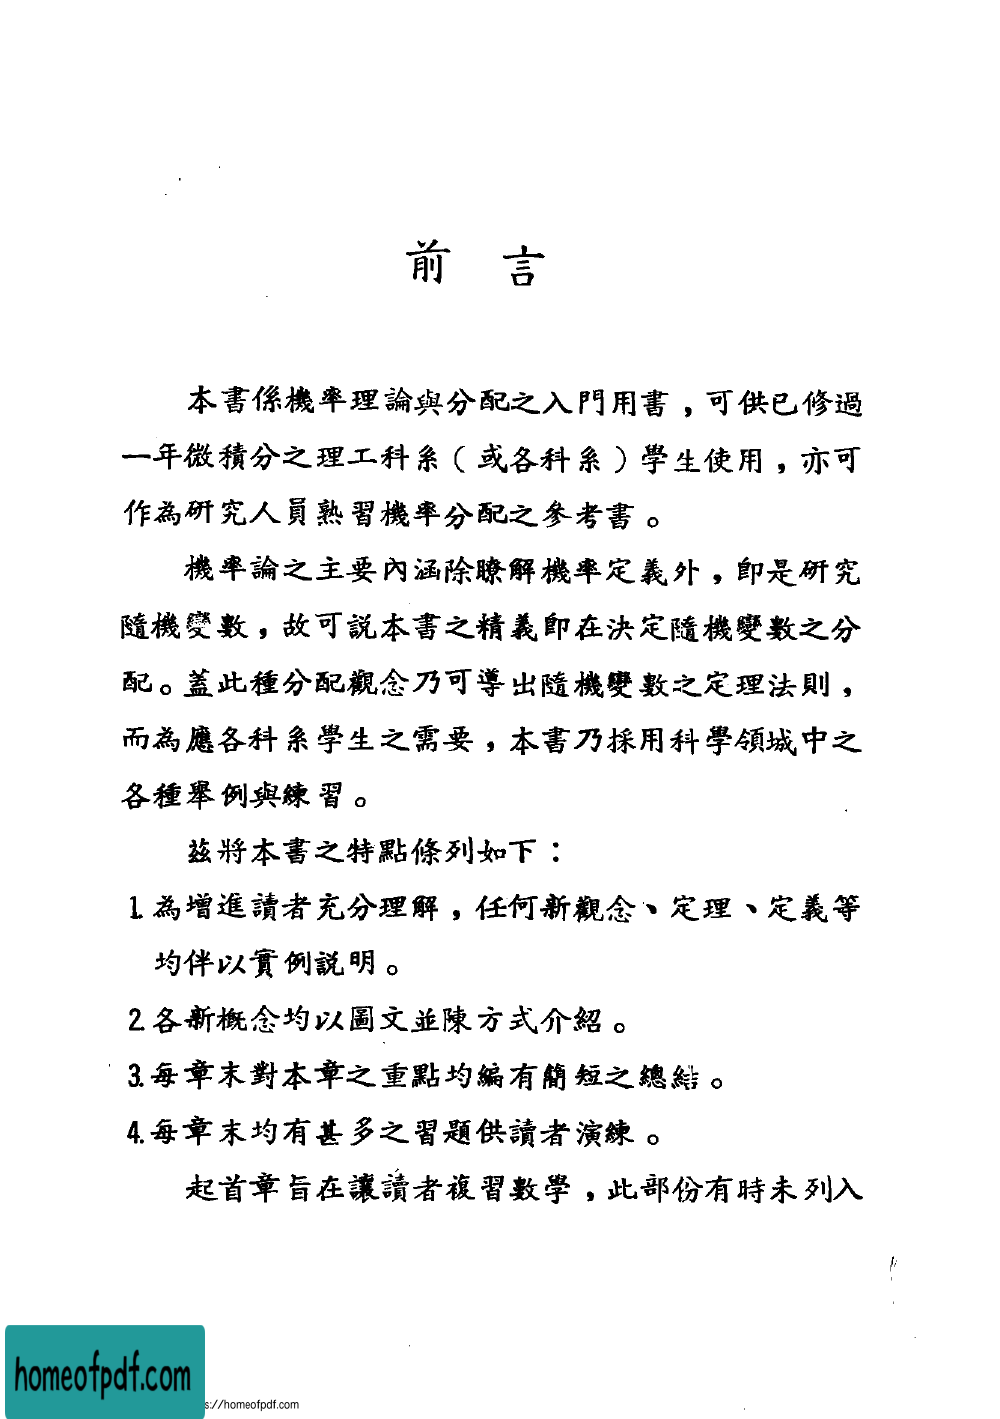 前言
本書係機率理論與分配之入門用書，可供已修過
一年微積分之理工科系（或各科系）學生使用，亦可
作為研究人員熟習機率分配之參考書。
機率論之主要內涵除瞭解機率定義外，即是研究
隨機變數，故可説本書之精義即在決定隨機變數之分
配。蓋此種分配觀念乃可導出隨機變數之定理法則，
而為應各科系學生之需要，本書乃採用科學領域中之
各種舉例與練習。
茲將本書之特點條列如下：
1.為增進讀者充分理解，任何新觀念、定理、定義等
均伴以實例説明。
2.各新概念均以圖文並陳方式介紹。
3.每章末對本章之重點均編有簡短之總結。
4.每章末均有甚多之習題供讀者演練。
起首章旨在讓讀者複習數學，此部份有時未列入
homeofpdf.com
s://homeofpdf.com